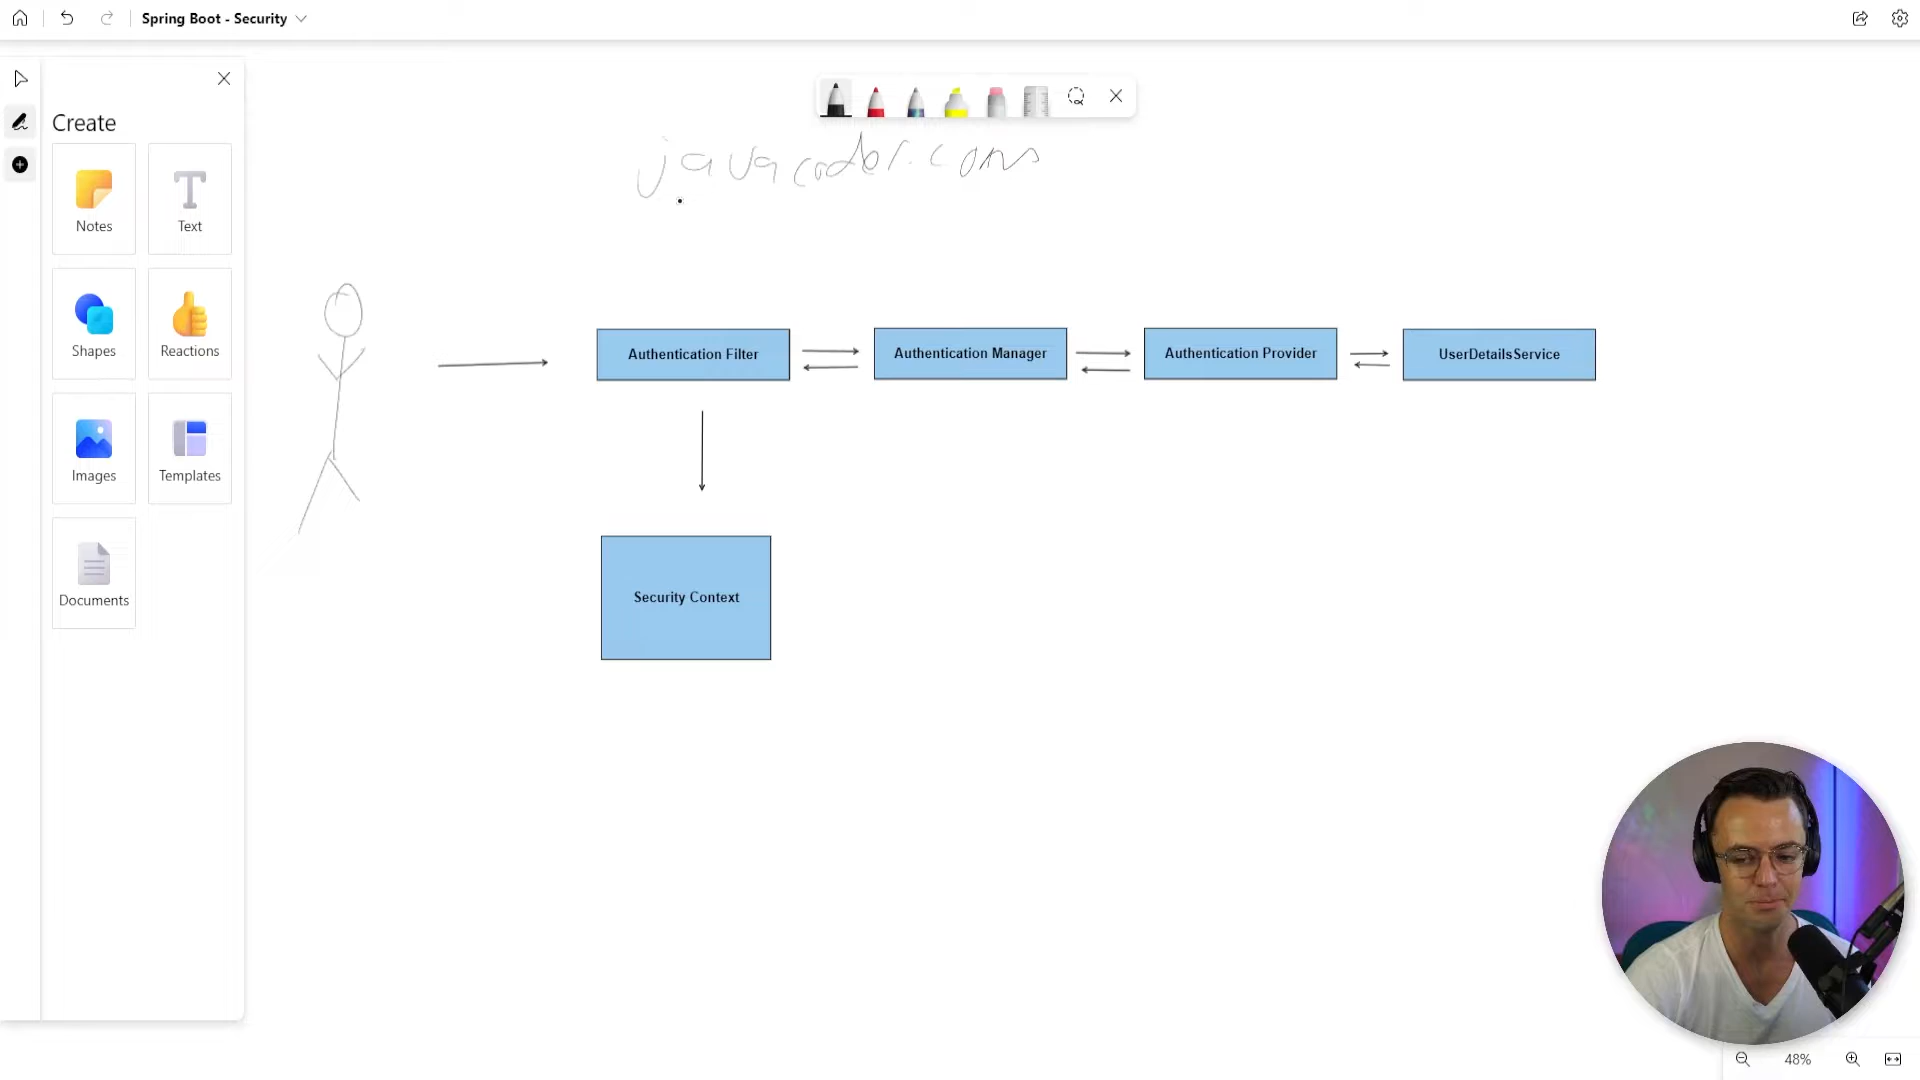 Spring Boot - Security
Create
javacoder.com
Notes
Text
Shapes
Reactions
Images
Templates
Documents
Authentication Filter
Authentication Manager
Authentication Provider
UserDetailsService
Security Context
48%